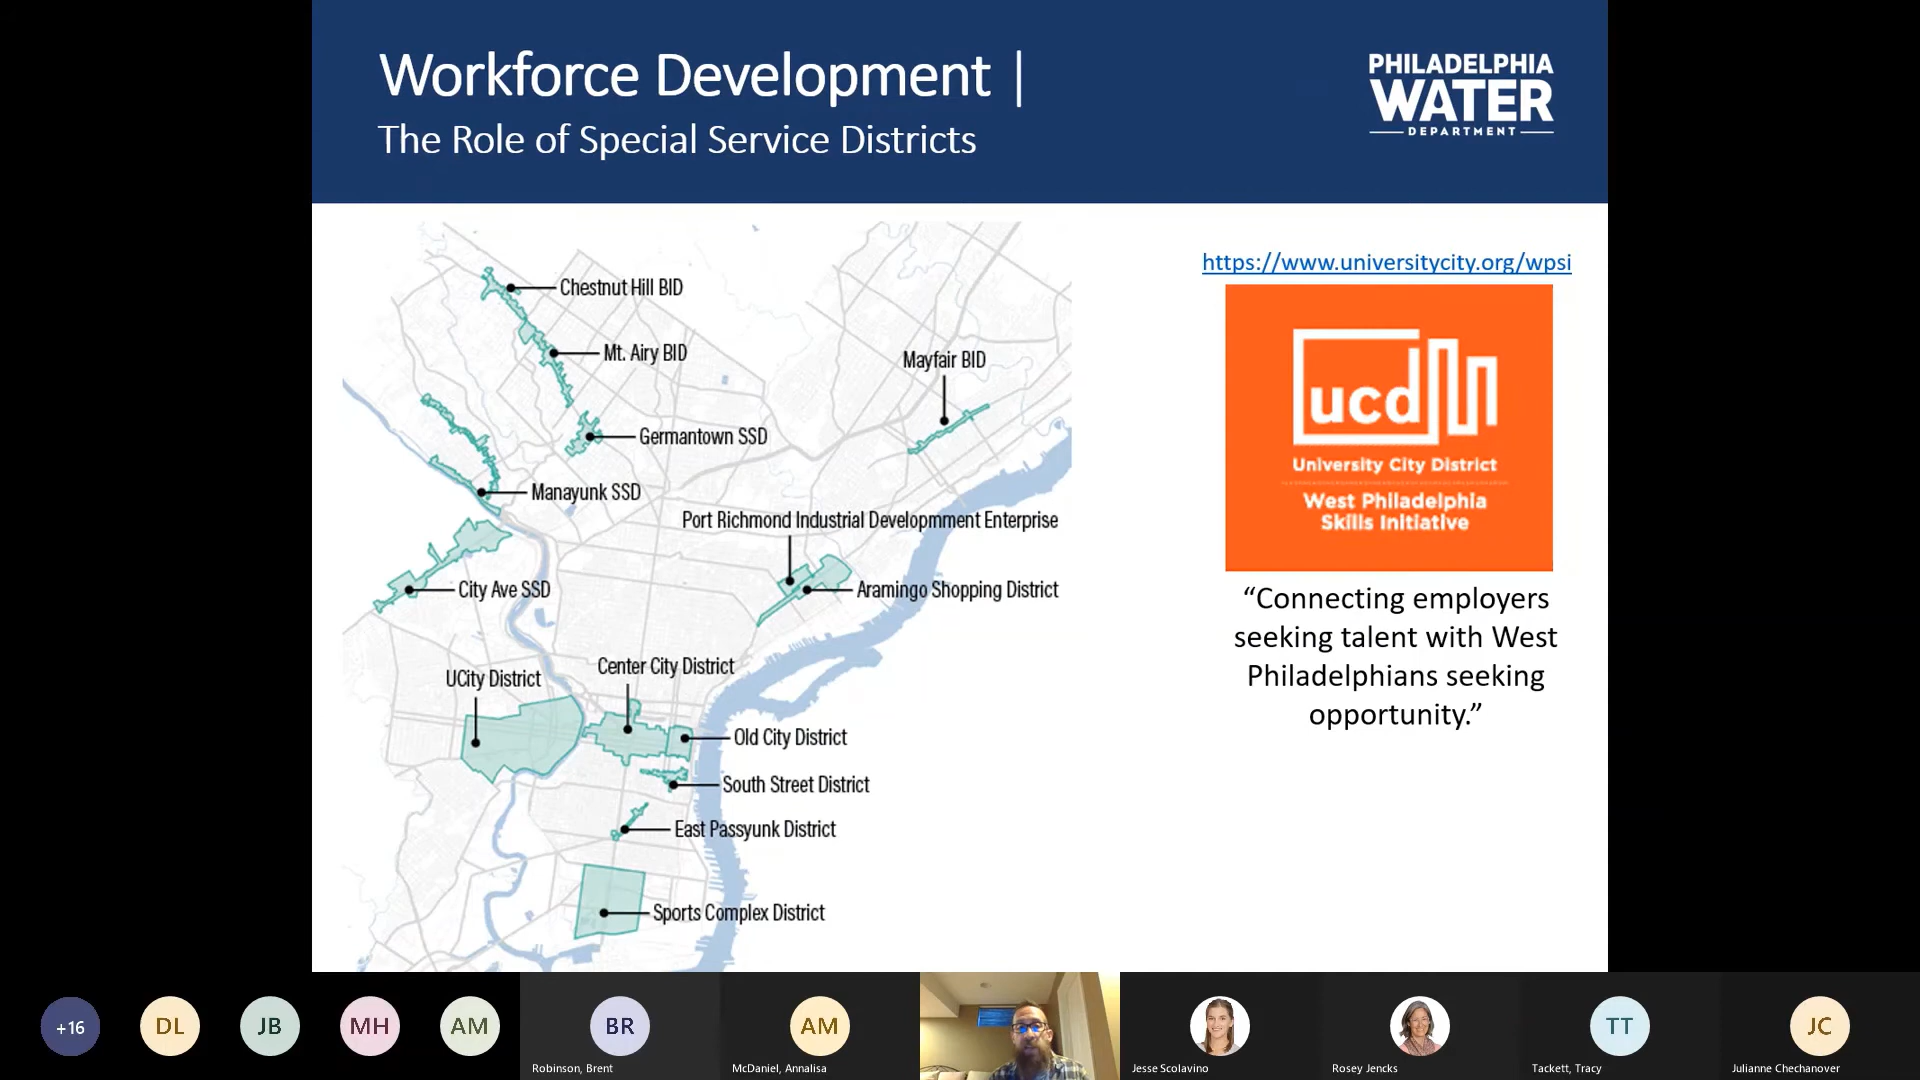 Workforce Development |
The Role of Special Service Districts
PHILADELPHIA
WATER
DEPARTMENT
Chestnut Hill BID
Mt. Airy BID
Mayfair BID
Germantown SSD
Manayunk SSD
Port Richmond Industrial Developmment Enterprise
City Ave SSD
Aramingo Shopping District
UCity District
Center City District
Old City District
South Street District
East Passyunk District
Sports Complex District
https://www.universitycity.org/wpsi
ucd
University City District
West Philadelphia
Skills Initiative
“Connecting employers
seeking talent with West
Philadelphians seeking
opportunity.”
+16
DL
JB
MH
AM
BR
Robinson, Brent
AM
McDaniel, Annalisa
Jesse Scolavino
Rosey Jencks
TT
Tackett, Tracy
JC
Julianne Chechanover